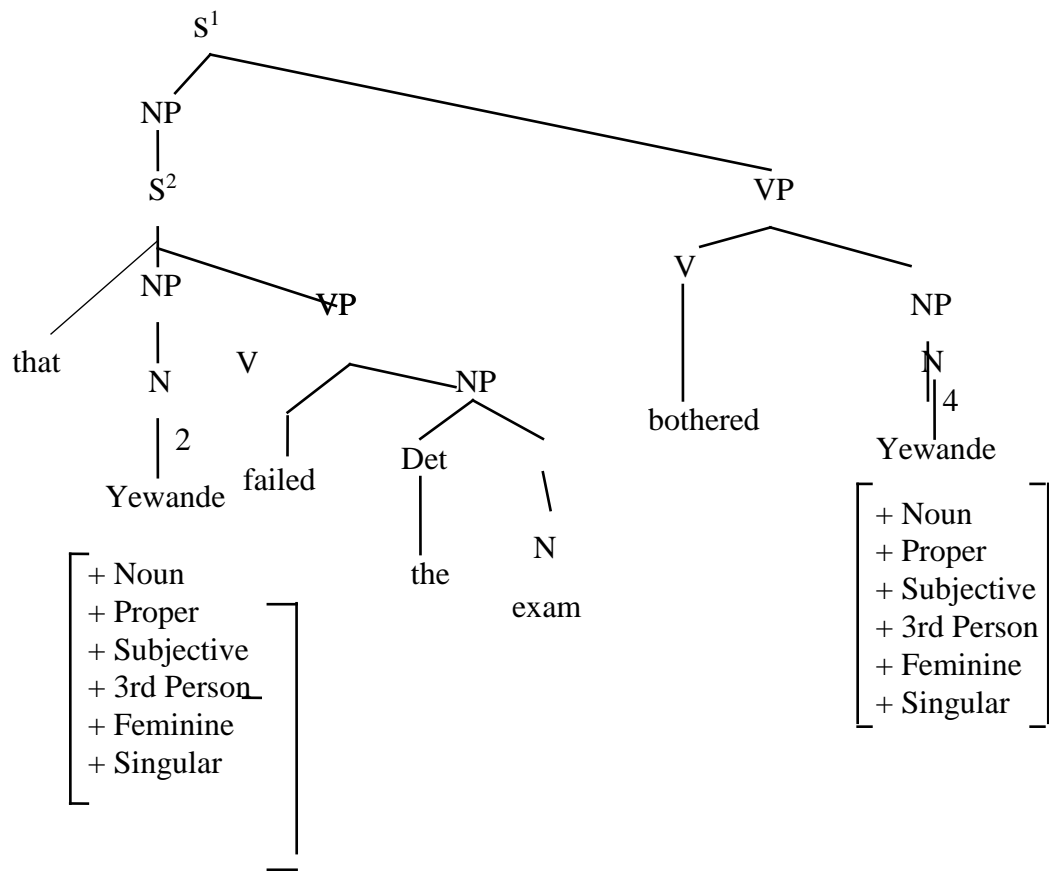 S¹
NP
S² VP
NP VP V NP
that N V NP N
2 bothered 4
Yewande failed Det Yewande
the N
exam
+ Noun
+ Proper
+ Subjective
+ 3rd Person
+ Feminine
+ Singular
+ Noun
+ Proper
+ Subjective
+ 3rd Person
+ Feminine
+ Singular